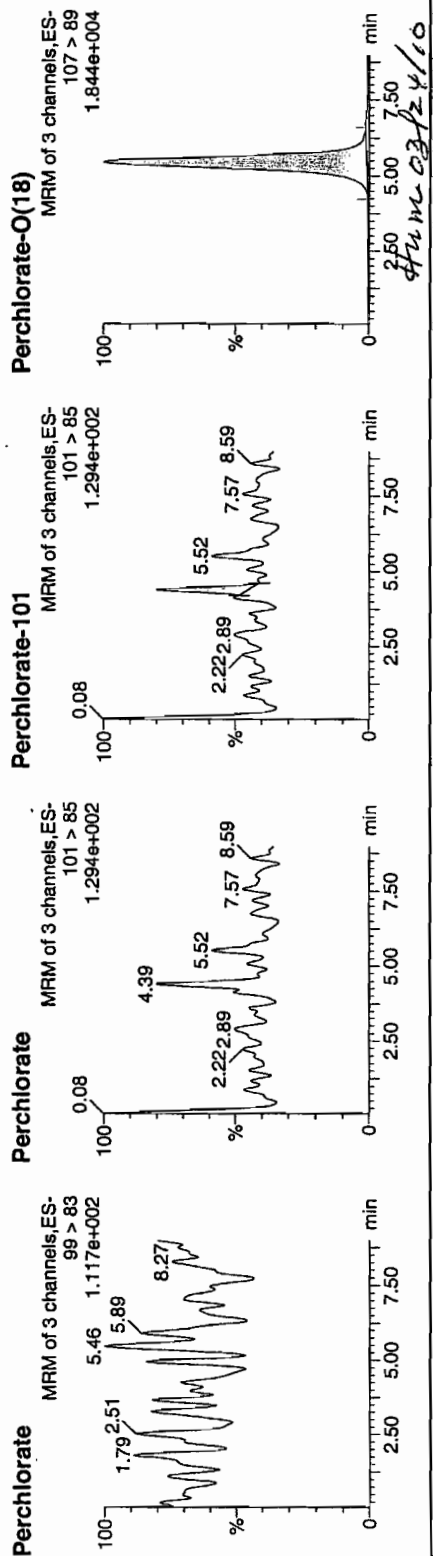 Perchlorate
MRM of 3 channels,ES-
99 > 83
1.117e+002
100
%
0
1.79
2.51
5.46
5.89
8.27
2.50
5.00
7.50
min
Perchlorate
MRM of 3 channels,ES-
101 > 85
1.294e+002
100
%
0
0.08
2.22
2.89
4.39
5.52
7.57
8.59
2.50
5.00
7.50
min
Perchlorate-101
MRM of 3 channels,ES-
101 > 85
1.294e+002
100
%
0
0.08
2.22
2.89
5.52
7.57
8.59
2.50
5.00
7.50
min
Perchlorate-O(18)
MRM of 3 channels,ES-
107 > 89
1.844e+004
100
%
0
2.50
5.00
7.50
min
03/24/10